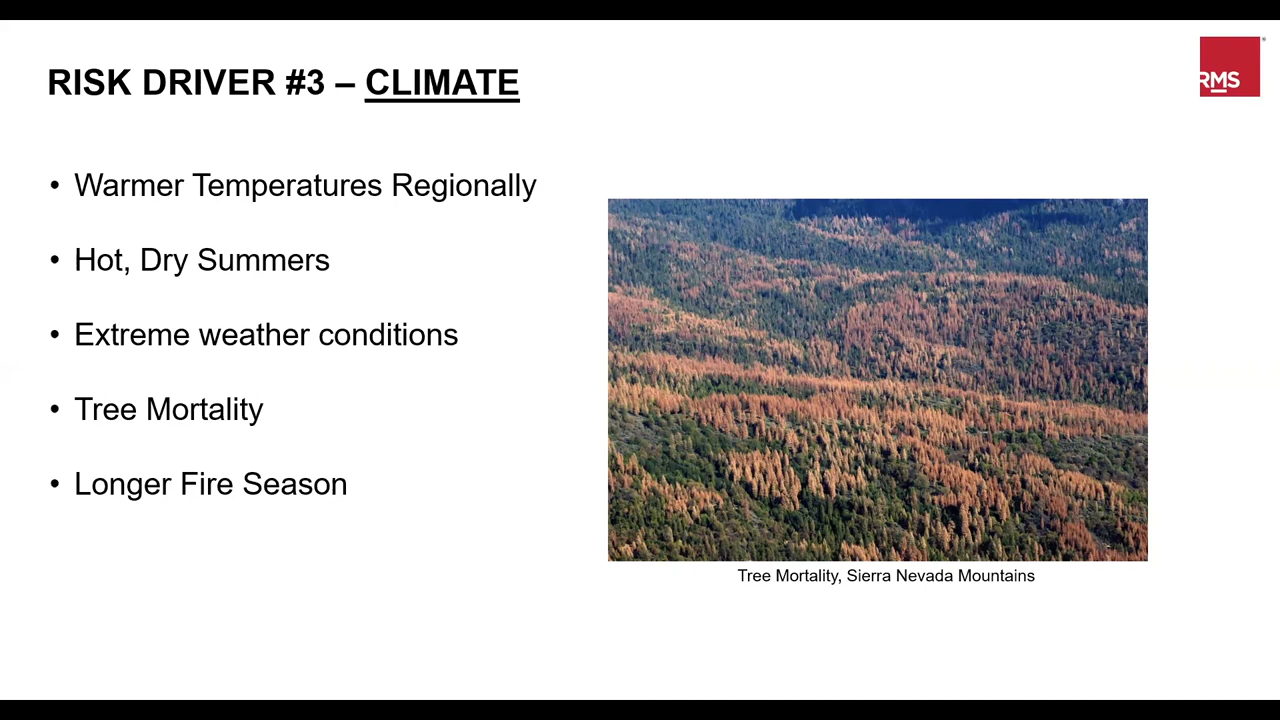 RISK DRIVER #3 – CLIMATE
RMS
®
• Warmer Temperatures Regionally
• Hot, Dry Summers
• Extreme weather conditions
• Tree Mortality
• Longer Fire Season
Tree Mortality, Sierra Nevada Mountains